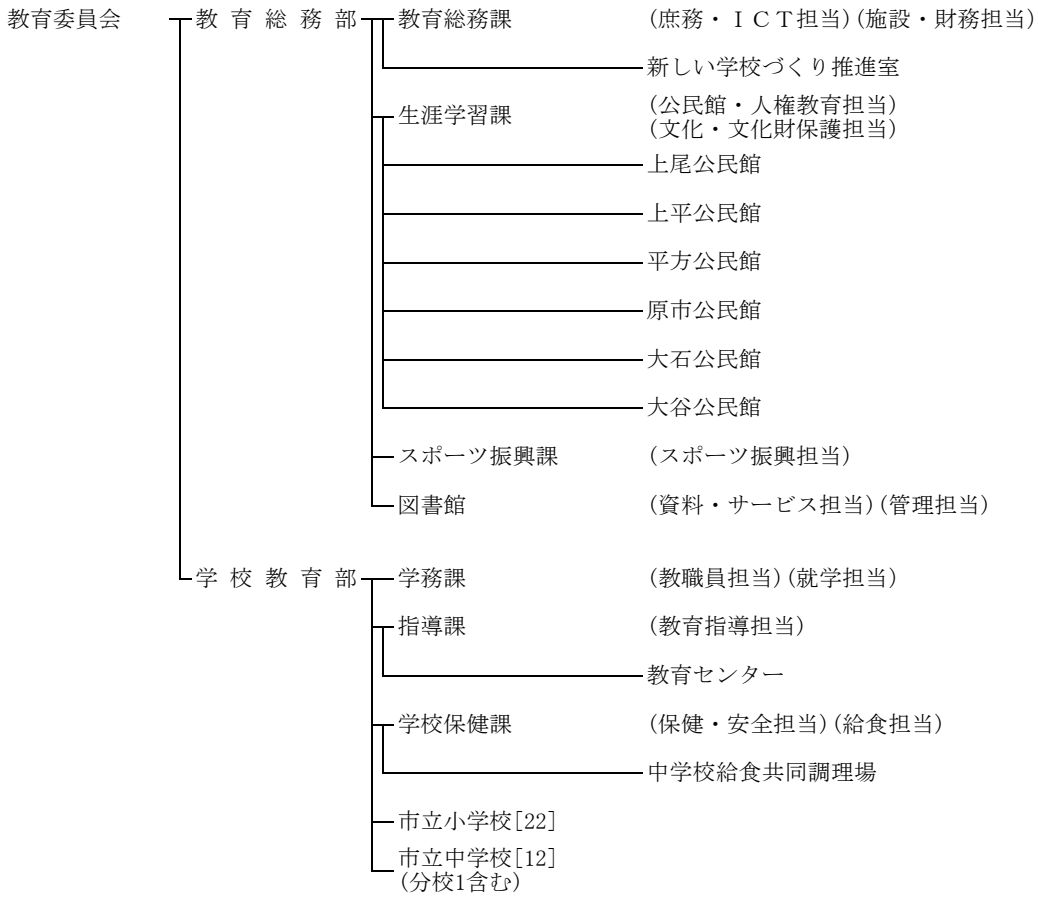 教育委員会 教育総務部 教育総務課 (庶務・ＩＣＴ担当)(施設・財務担当)
新しい学校づくり推進室
生涯学習課 (公民館・人権教育担当)
(文化・文化財保護担当)
上尾公民館
上平公民館
平方公民館
原市公民館
大石公民館
大谷公民館
スポーツ振興課 (スポーツ振興担当)
図書館 (資料・サービス担当)(管理担当)
学校教育部 学務課 (教職員担当)(就学担当)
指導課 (教育指導担当)
教育センター
学校保健課 (保健・安全担当)(給食担当)
中学校給食共同調理場
市立小学校[22]
市立中学校[12]
(分校1含む)